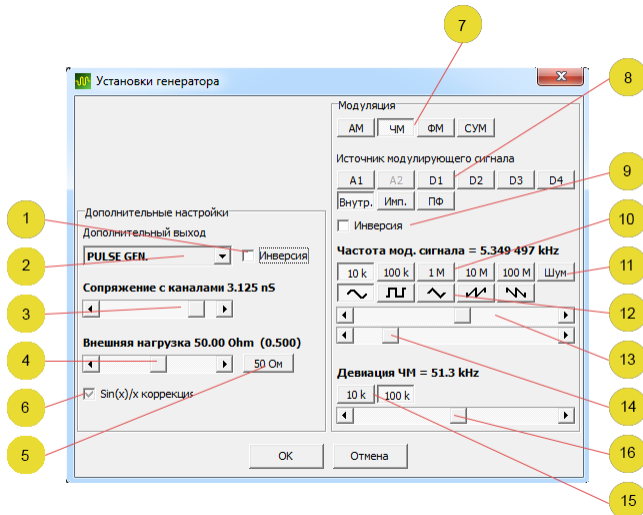 7
Установки генератора
x
8
Модуляция
АМ ЧМ ФМ СУМ
Источник модулирующего сигнала
9
A1 A2 D1 D2 D3 D4
Внутр. Имп. ПФ
1
Дополнительные настройки
Инверсия
10
Дополнительный выход
2
PULSE GEN.
Инверсия
Частота мод. сигнала = 5.349 497 kHz
10 k 100 k 1 M 10 M 100 M Шум
11
Сопряжение с каналами 3.125 nS
3
12
Внешняя нагрузка 50.00 Ohm (0.500)
13
4
50 Ом
Девиация ЧМ = 51.3 kHz
6
Sin(x)/x коррекция
10 k 100 k
14
5
16
OK Отмена
15